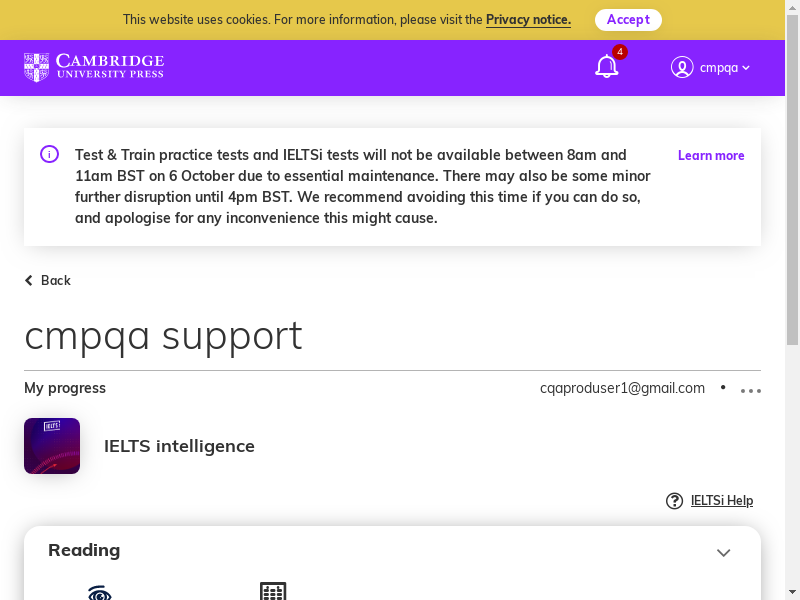 This website uses cookies. For more information, please visit the Privacy notice.
Accept
CAMBRIDGE
UNIVERSITY PRESS
4
cmpqa
Test & Train practice tests and IELTSi tests will not be available between 8am and
11am BST on 6 October due to essential maintenance. There may also be some minor
further disruption until 4pm BST. We recommend avoiding this time if you can do so,
and apologise for any inconvenience this might cause.
Learn more
Back
cmpqa support
My progress
cqaproduser1@gmail.com
IELTS
IELTS intelligence
IELTSi Help
Reading